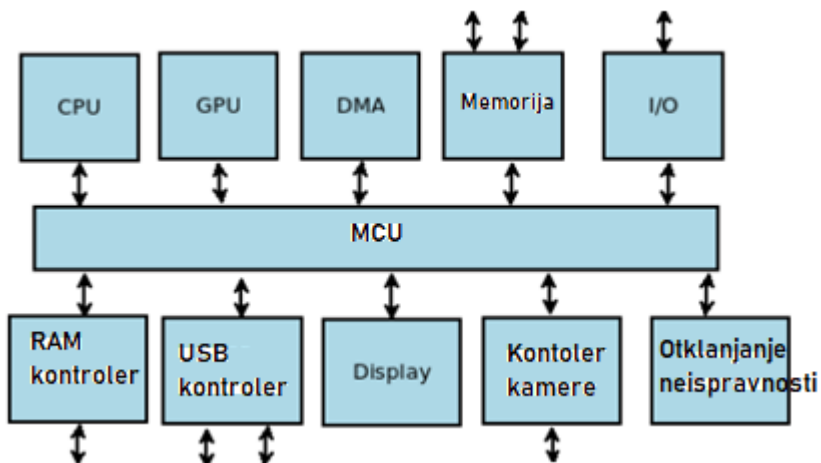 CPU
GPU
DMA
Memorija
I/O
MCU
RAM
kontroler
USB
kontroler
Display
Kontoler
kamere
Otklanjanje
neispravnosti